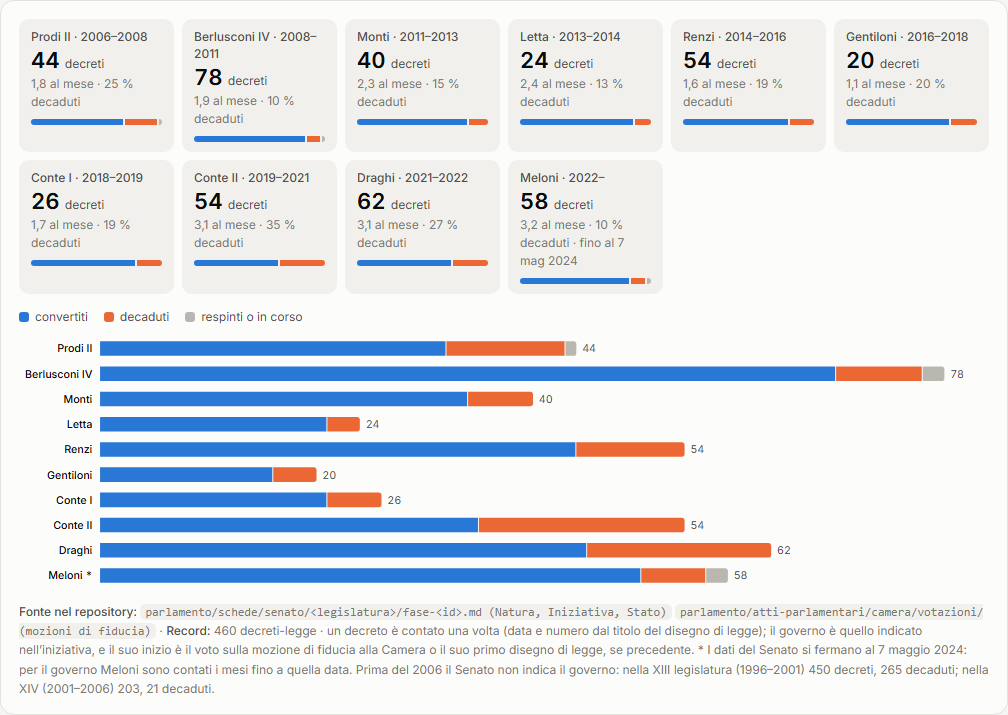 Prodi II · 2006–2008
44 decreti
1,8 al mese · 25 %
decaduti
Berlusconi IV · 2008–
2011
78 decreti
1,9 al mese · 10 %
decaduti
Monti · 2011–2013
40 decreti
2,3 al mese · 15 %
decaduti
Letta · 2013–2014
24 decreti
2,4 al mese · 13 %
decaduti
Renzi · 2014–2016
54 decreti
1,6 al mese · 19 %
decaduti
Gentiloni · 2016–2018
20 decreti
1,1 al mese · 20 %
decaduti
Conte I · 2018–2019
26 decreti
1,7 al mese · 19 %
decaduti
Conte II · 2019–2021
54 decreti
3,1 al mese · 35 %
decaduti
Draghi · 2021–2022
62 decreti
3,1 al mese · 27 %
decaduti
Meloni · 2022–
58 decreti
3,2 al mese · 10 %
decaduti · fino al 7
mag 2024
convertiti decaduti respinti o in corso
Prodi II 44
Berlusconi IV 78
Monti 40
Letta 24
Renzi 54
Gentiloni 20
Conte I 26
Conte II 54
Draghi 62
Meloni * 58
Fonte nel repository: parlamento/schede/senato/<legislatura>/fase-<id>.md (Natura, Iniziativa, Stato) parlamento/atti-parlamentari/camera/votazioni/
(mozioni di fiducia) · Record: 460 decreti-legge · un decreto è contato una volta (data e numero dal titolo del disegno di legge); il governo è quello indicato
nell'iniziativa, e il suo inizio è il voto sulla mozione di fiducia alla Camera o il suo primo disegno di legge, se precedente. * I dati del Senato si fermano al 7 maggio 2024:
per il governo Meloni sono contati i mesi fino a quella data. Prima del 2006 il Senato non indica il governo: nella XIII legislatura (1996–2001) 450 decreti, 265 decaduti; nella
XIV (2001–2006) 203, 21 decaduti.